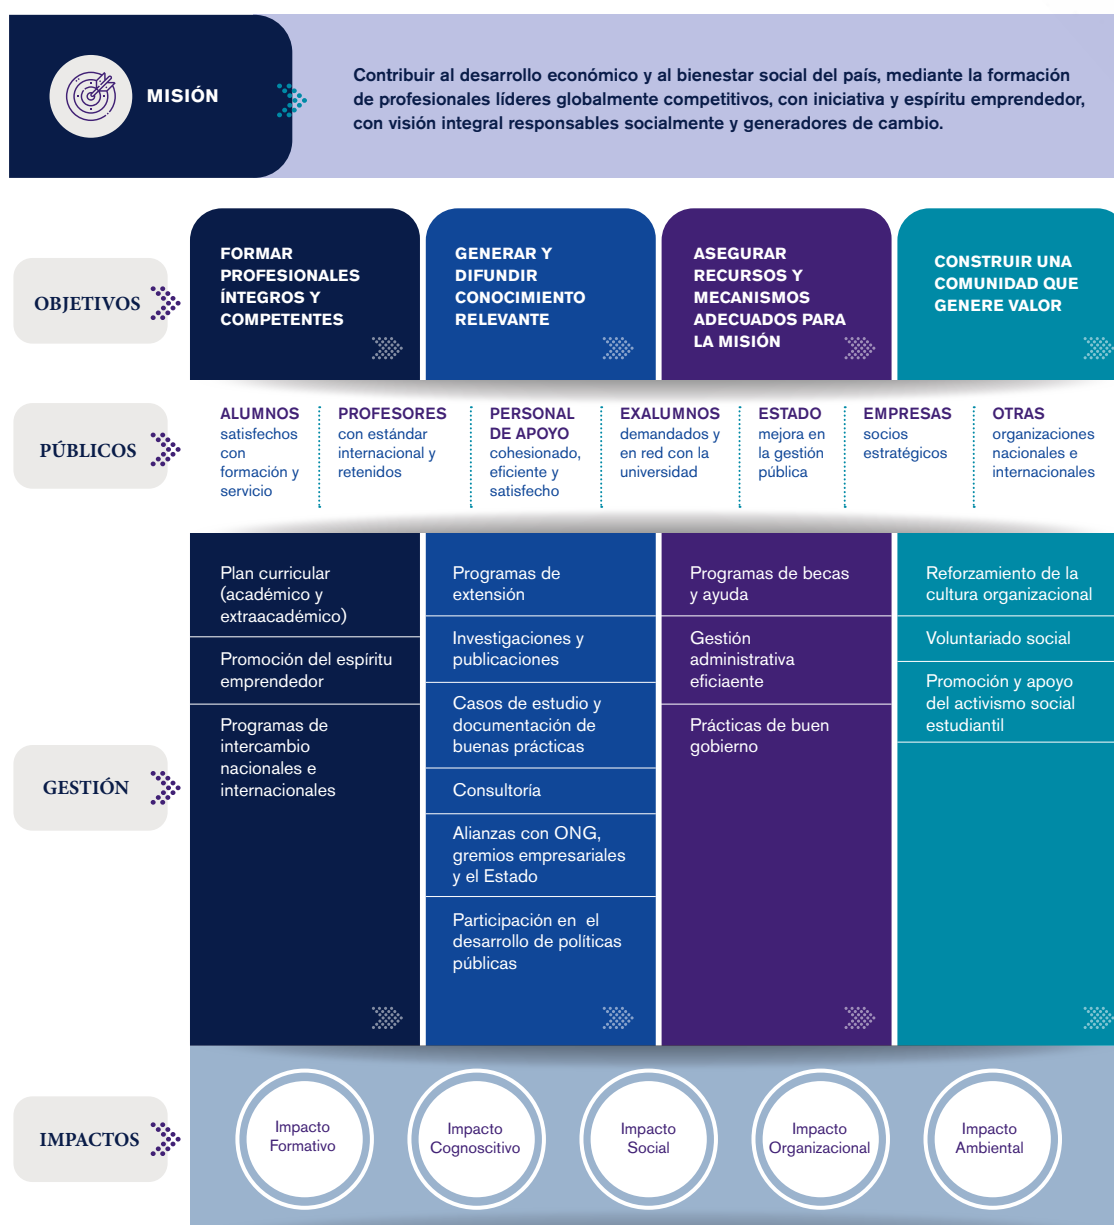 MISIÓN
Contribuir al desarrollo económico y al bienestar social del país, mediante la formación
de profesionales líderes globalmente competitivos, con iniciativa y espíritu emprendedor,
con visión integral responsables socialmente y generadores de cambio.
OBJETIVOS
FORMAR
PROFESIONALES
ÍNTEGROS Y
COMPETENTES
GENERAR Y
DIFUNDIR
CONOCIMIENTO
RELEVANTE
ASEGURAR
RECURSOS Y
MECANISMOS
ADECUADOS PARA
LA MISIÓN
CONSTRUIR UNA
COMUNIDAD QUE
GENERE VALOR
PÚBLICOS
ALUMNOS
satisfechos
con
formación y
servicio
PROFESORES
con estándar
internacional y
retenidos
PERSONAL
DE APOYO
cohesionado,
eficiente y
satisfecho
EXALUMNOS
demandados y
en red con la
universidad
ESTADO
mejora en
la gestión
pública
EMPRESAS
socios
estratégicos
OTRAS
organizaciones
nacionales e
internacionales
GESTIÓN
Plan curricular
(académico y
extraacadémico)
Promoción del espíritu
emprendedor
Programas de
intercambio
nacionales e
internacionales
Programas de
extensión
Investigaciones y
publicaciones
Casos de estudio y
documentación de
buenas prácticas
Consultoría
Alianzas con ONG,
gremios empresariales
y el Estado
Participación en el
desarrollo de políticas
públicas
Programas de becas
y ayuda
Gestión
administrativa
eficiaente
Prácticas de buen
gobierno
Reforzamiento de la
cultura organizacional
Voluntariado social
Promoción y apoyo
del activismo social
estudiantil
IMPACTOS
Impacto
Formativo
Impacto
Cognoscitivo
Impacto
Social
Impacto
Organizacional
Impacto
Ambiental